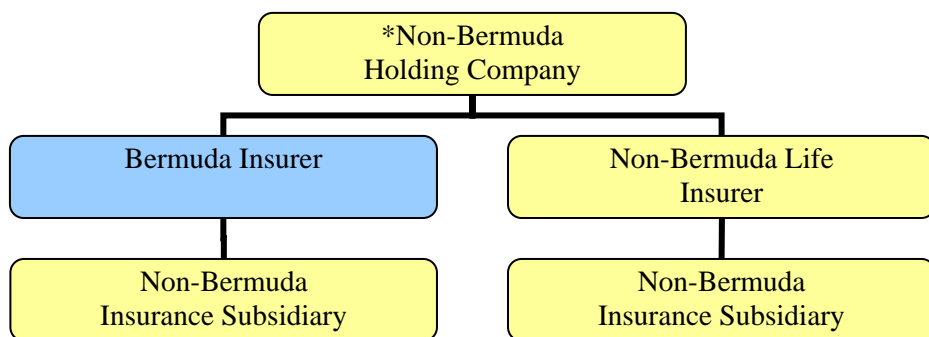 *Non-Bermuda
Holding Company
Bermuda Insurer
Non-Bermuda Life
Insurer
Non-Bermuda
Insurance Subsidiary
Non-Bermuda
Insurance Subsidiary